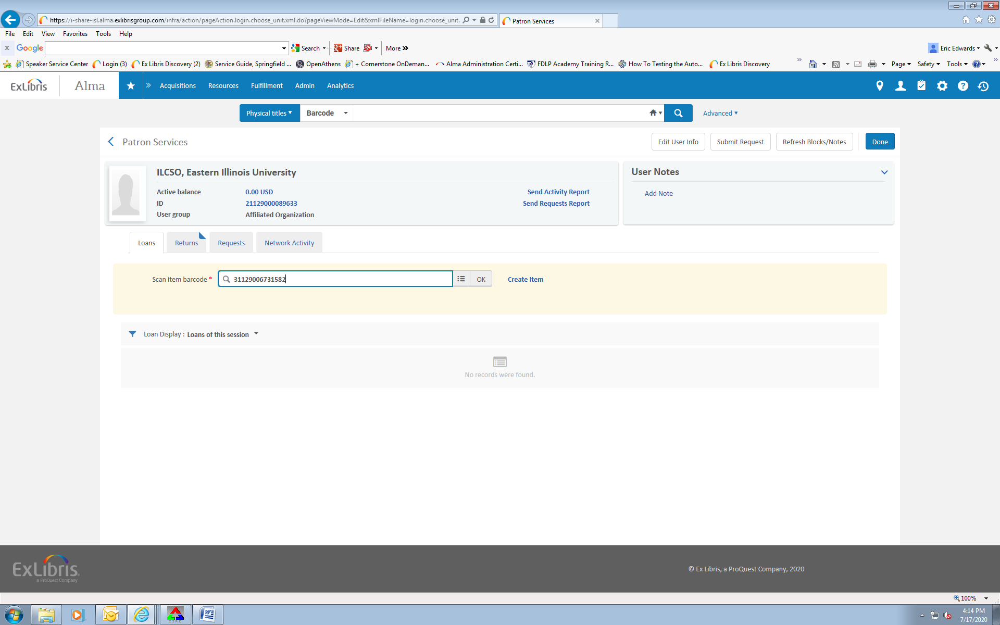 https://i-share-isl.alma.exlibrisgroup.com/infra/action/pageAction.login.choose_unit.xml.do?pageViewMode=Edit&xmlFileName=login.choose_unit.
Patron Services
File Edit View Favorites Tools Help
x Google Search Share More »
Eric Edwards
Speaker Service Center Login (3) Ex Libris Discovery (2) Service Guide, Springfield ... OpenAthens + Cornerstone OnDeman... Alma Administration Certi... FDLP Academy Training R... How To Testing the Auto... Ex Libris Discovery » Page Safety Tools »
ExLibris Alma » Acquisitions Resources Fulfillment Admin Analytics
Physical titles Barcode Advanced
Patron Services
Edit User Info Submit Request Refresh Blocks/Notes Done
ILCSO, Eastern Illinois University
Active balance 0.00 USD Send Activity Report
ID 21129000089633 Send Requests Report
User group Affiliated Organization
User Notes
Add Note
Loans Returns Requests Network Activity
Scan item barcode * 31129006731582 OK Create Item
Loan Display : Loans of this session
No records were found.
ExLibris
a ProQuest Company
© Ex Libris, a ProQuest Company, 2020
100%
CIRC
4:14 PM
7/17/2020